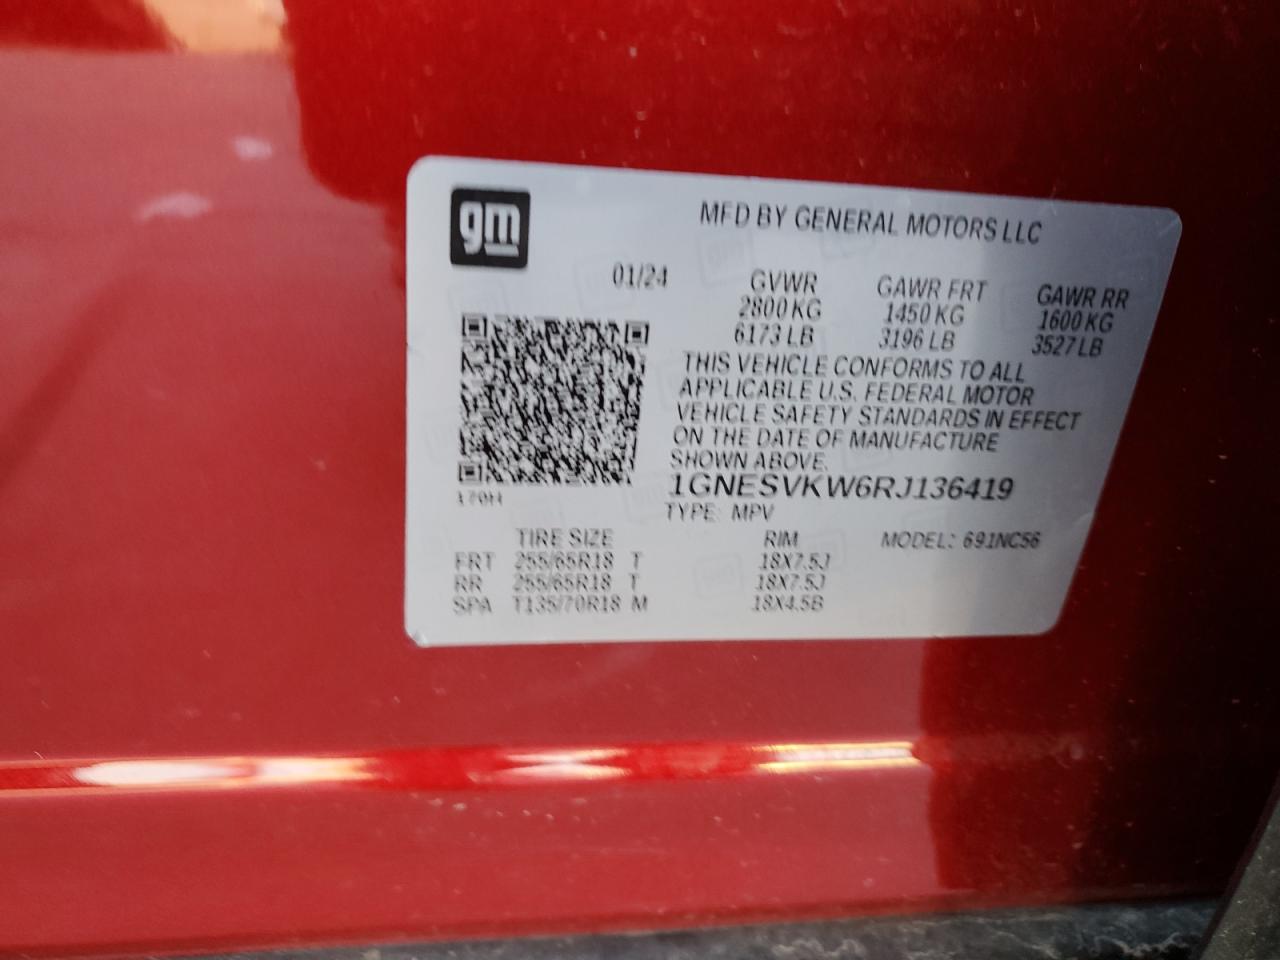 gm
MFD BY GENERAL MOTORS LLC
01/24 GVWR GAWR FRT GAWR RR
2800 KG 1450 KG 1600 KG
6173 LB 3196 LB 3527 LB
THIS VEHICLE CONFORMS TO ALL
APPLICABLE U.S. FEDERAL MOTOR
VEHICLE SAFETY STANDARDS IN EFFECT
ON THE DATE OF MANUFACTURE
SHOWN ABOVE.
1GNESVKW6RJ136419
170H
TYPE: MPV
TIRE SIZE RIM MODEL: 691NC56
FRT 255/65R18 T 18X7.5J
RR 255/65R18 T 18X7.5J
SPA T135/70R18 M 18X4.5B